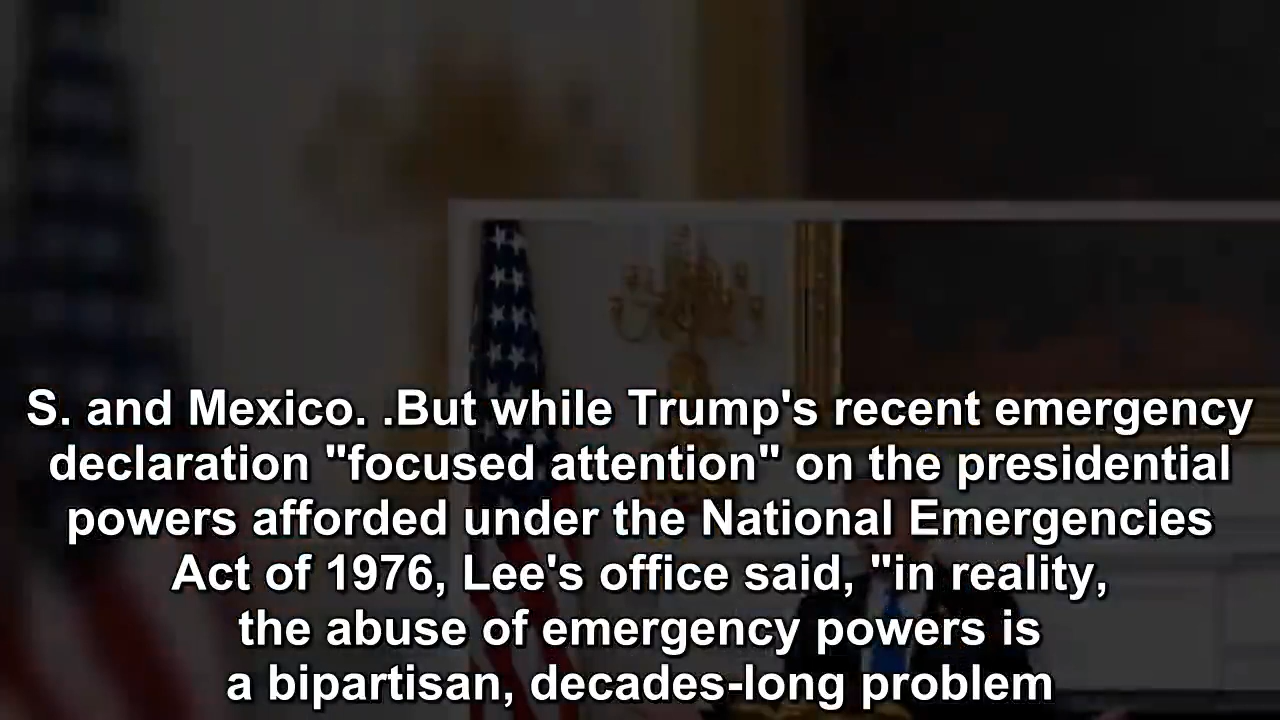 S. and Mexico. .But while Trump's recent emergency
declaration "focused attention" on the presidential
powers afforded under the National Emergencies
Act of 1976, Lee's office said, "in reality,
the abuse of emergency powers is
a bipartisan, decades-long problem